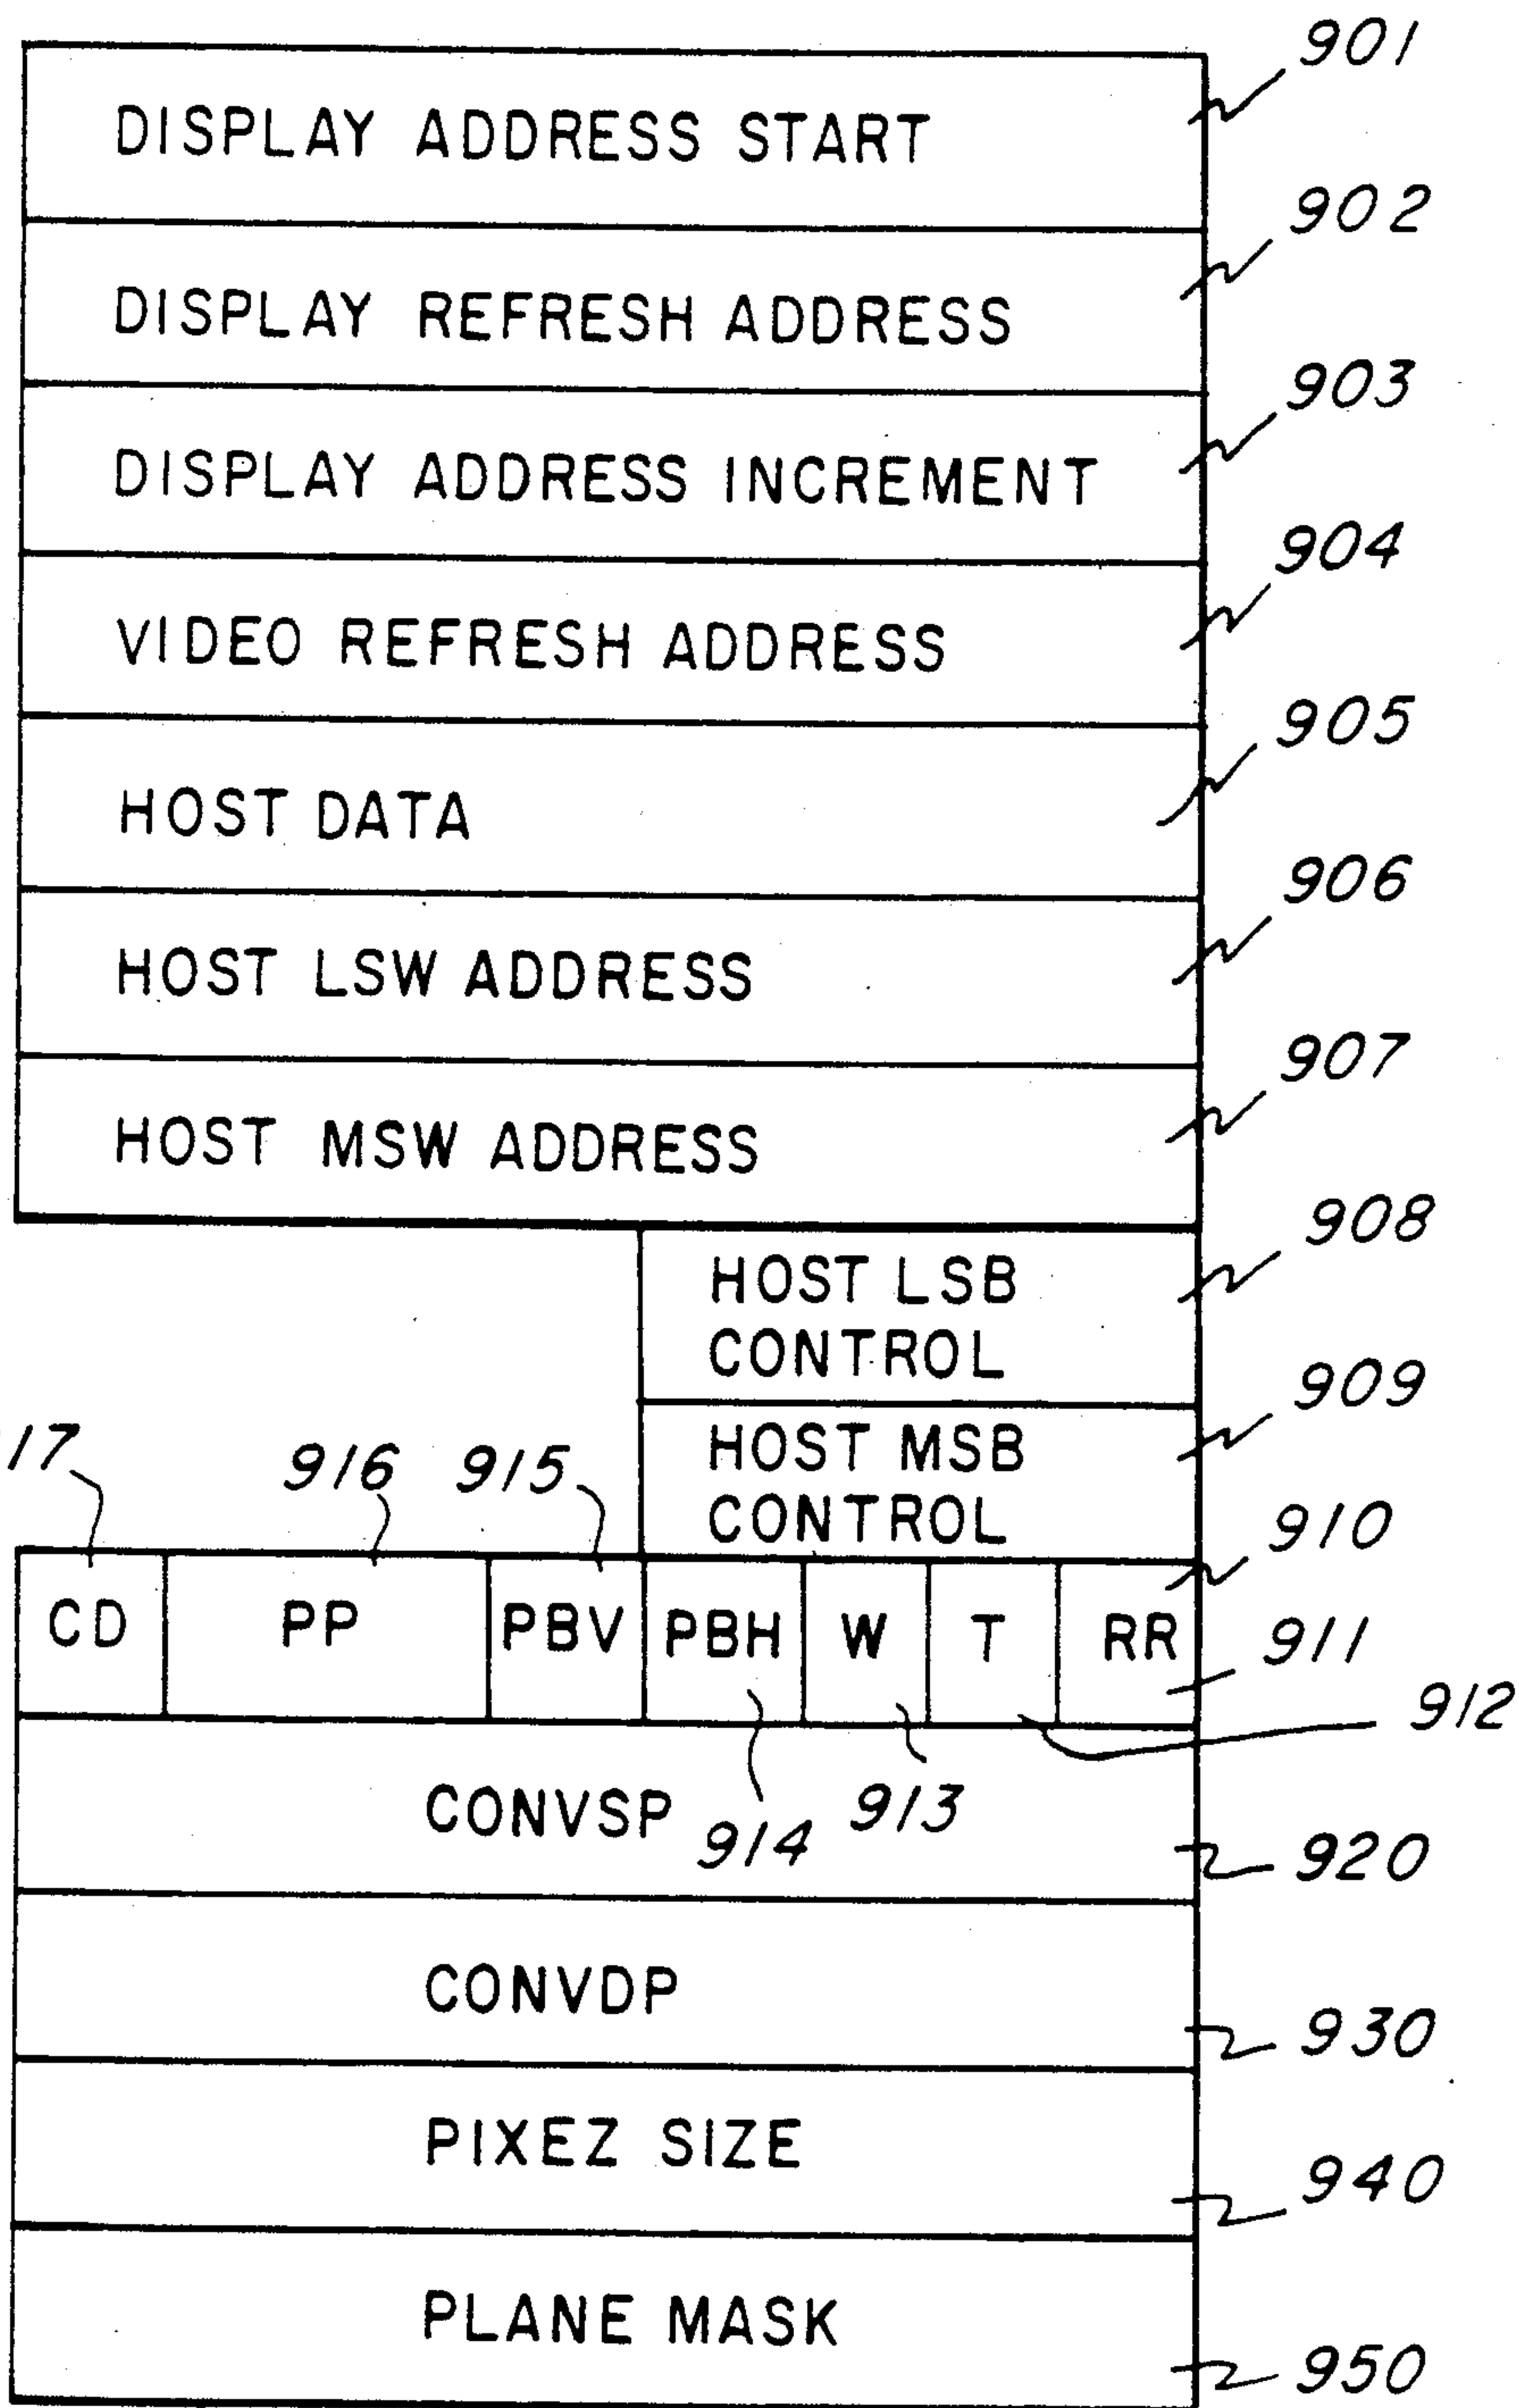 901
DISPLAY ADDRESS START
902
DISPLAY REFRESH ADDRESS
903
DISPLAY ADDRESS INCREMENT
904
VIDEO REFRESH ADDRESS
905
HOST DATA
906
HOST LSW ADDRESS
907
HOST MSW ADDRESS
908
HOST LSB
CONTROL
909
HOST MSB
CONTROL
17 916 915
910
CD PP PBV PBH W T RR
911
912
CONVSP
914 913
920
CONVDP
930
PIXEZ SIZE
940
PLANE MASK
950